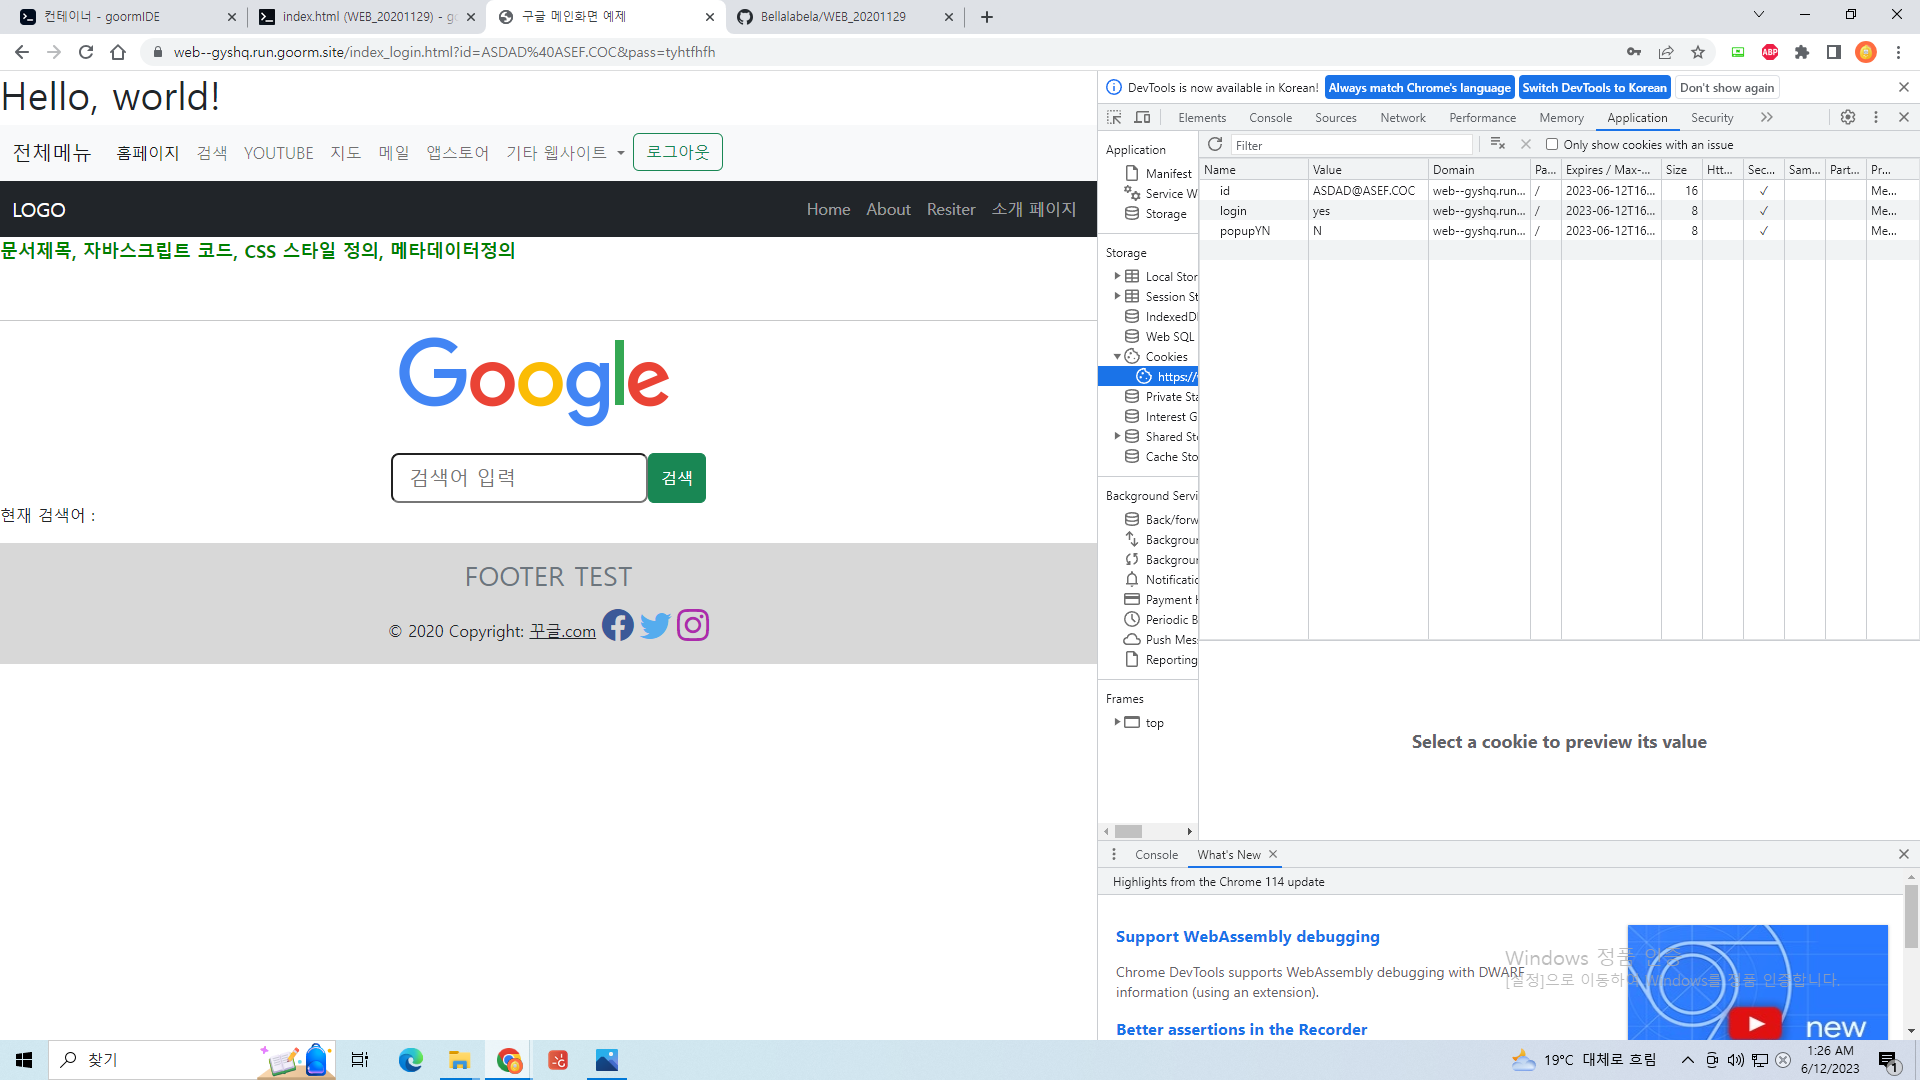 컨테이너 - goormIDE
index.html (WEB_20201129) - go
구글 메인화면 예제
Bellalabela/WEB_20201129
web--gyshq.run.goorm.site/index_login.html?id=ASDAD%40ASEF.COC&pass=tyhtfhfh
ABP
Hello, world!
전체메뉴 홈페이지 검색 YOUTUBE 지도 메일 앱스토어 기타 웹사이트 로그아웃
LOGO Home About Resiter 소개 페이지
문서제목, 자바스크립트 코드, CSS 스타일 정의, 메타데이터정의
Google
검색어 입력 검색
현재 검색어 :
FOOTER TEST
© 2020 Copyright: 꾸글.com
DevTools is now available in Korean! Always match Chrome's language Switch DevTools to Korean Don't show again
Elements Console Sources Network Performance Memory Application Security
Application
Manifest
Service W
Storage
Storage
Local Stor
Session St
IndexedD
Web SQL
Cookies
https://
Private Sta
Interest G
Shared Sto
Cache Sto
Background Servi
Back/forw
Backgrour
Backgrour
Notificatio
Payment H
Periodic B
Push Mes
Reporting
Frames
top
Filter Only show cookies with an issue
Name Value Domain Pa... Expires / Max-... Size Htt... Sec... Sam... Part... Pr...
id ASDAD@ASEF.COC web--gyshq.run... / 2023-06-12T16... 16 ✓ Me...
login yes web--gyshq.run... / 2023-06-12T16... 8 ✓ Me...
popupYN N web--gyshq.run... / 2023-06-12T16... 8 ✓ Me...
Select a cookie to preview its value
Console What's New
Highlights from the Chrome 114 update
Support WebAssembly debugging
Chrome DevTools supports WebAssembly debugging with DWARF
information (using an extension).
Better assertions in the Recorder
new
Windows 정품 인증
[설정]으로 이동하여 Windows를 정품 인증합니다.
찾기
19°C 대체로 흐림
1:26 AM
6/12/2023
1